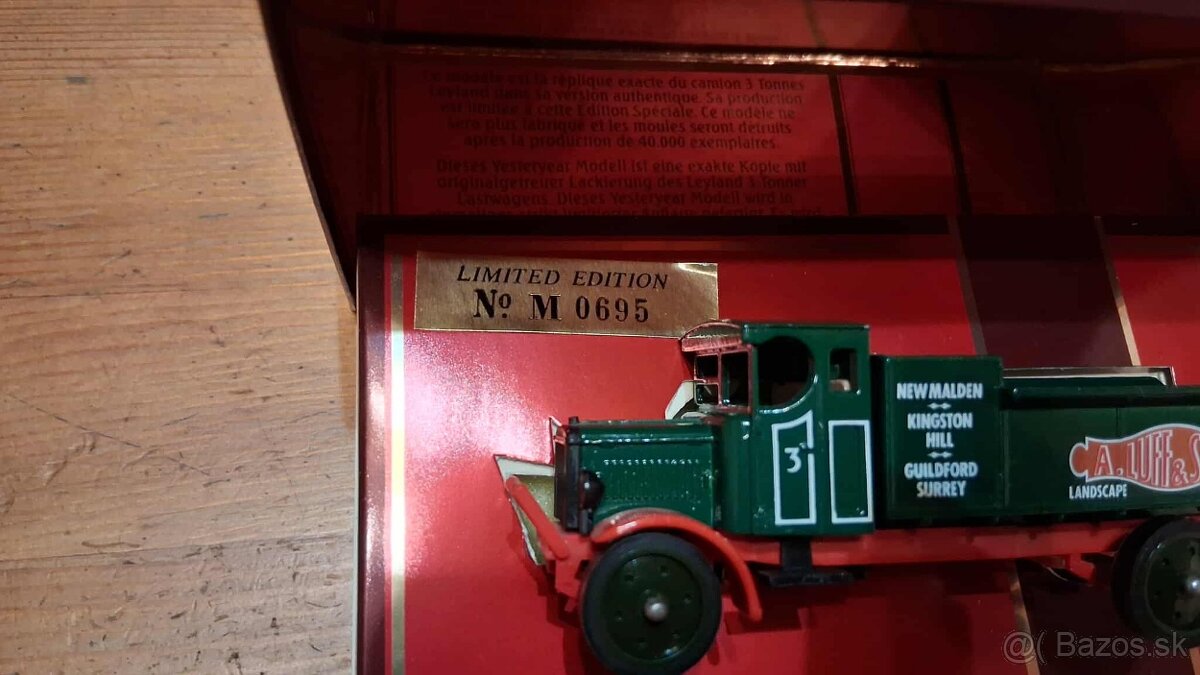 Ce modèle est la réplique exacte du camion 3 Tonnes
Leyland dans sa version authentique. Sa production
est limitée à cette Edition Speciale. Ce modèle ne
sera plus fabriqué et les moules seront détruits
après la production de 40.000 exemplaires.
Dieses Yesteryear Modell ist eine exakte Kopie mit
originalgetreiter Lackierung des Leyland 3 Tonner
Lastwagens. Dieses Yesteryear Modell wird in
LIMITED EDITION
Nº M 0695
NEW MALDEN
KINGSTON
HILL
GUILDFORD
SURREY
3
A. LUFF & S
LANDSCAPE
@( Bazos.sk